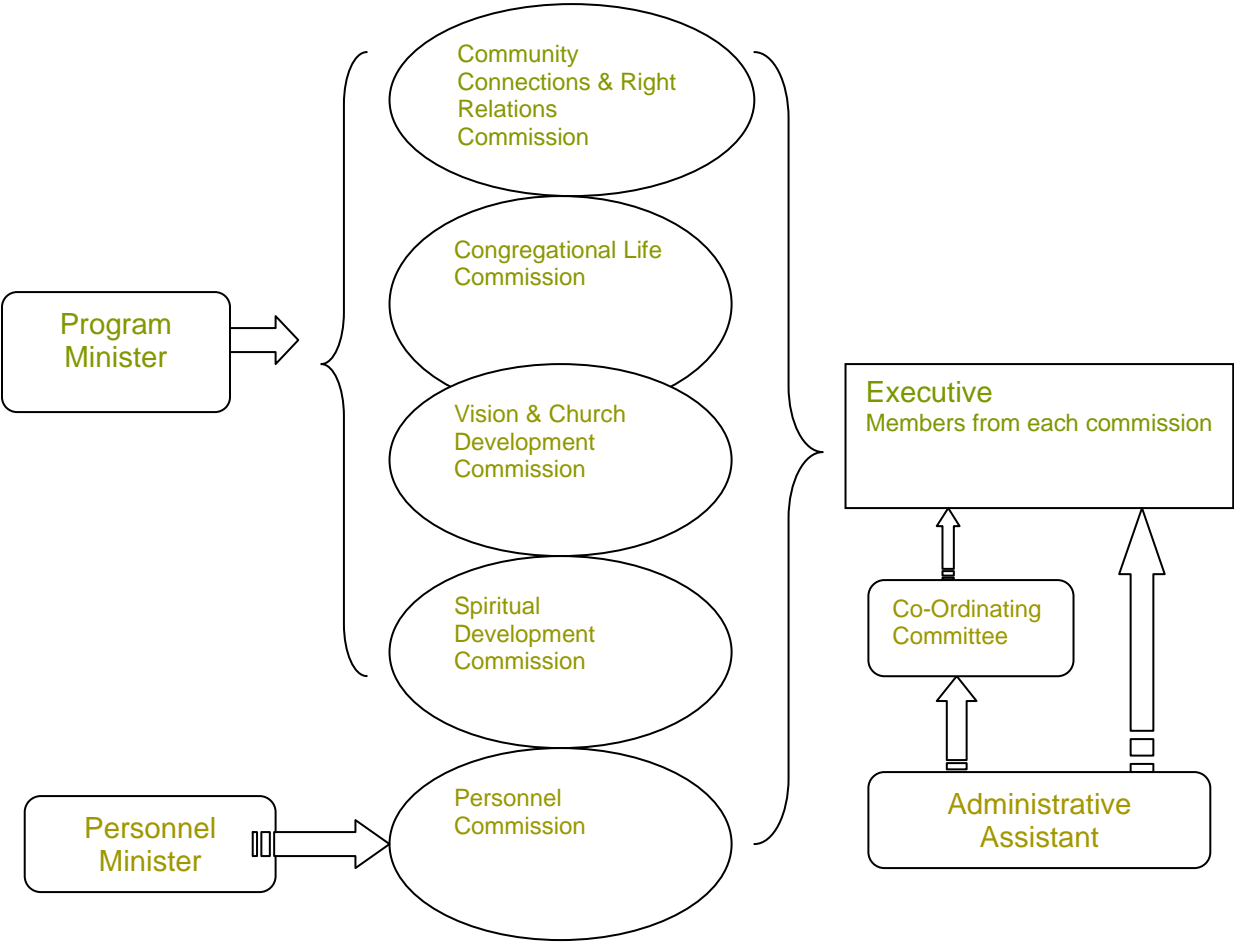 Community
Connections & Right
Relations
Commission
Congregational Life
Commission
Program
Minister
Vision & Church
Development
Commission
Executive
Members from each commission
Spiritual
Development
Commission
Co-Ordinating
Committee
Personnel
Commission
Personnel
Minister
Administrative
Assistant